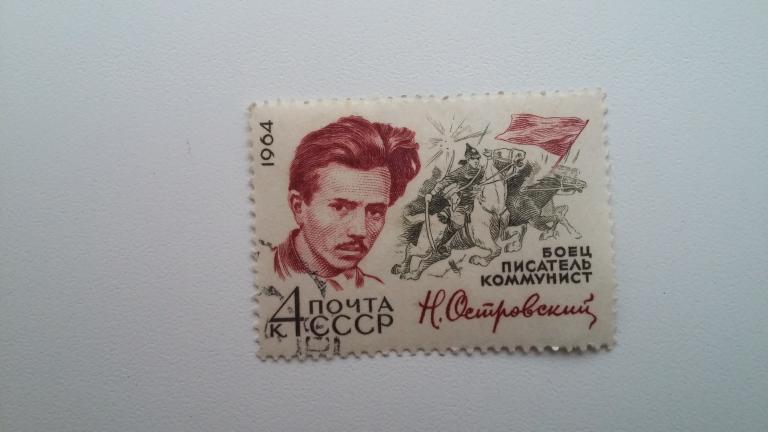 1964
БОЕЦ
ПИСАТЕЛЬ
КОММУНИСТ
4 ПОЧТА
К СССР
Н. Островский